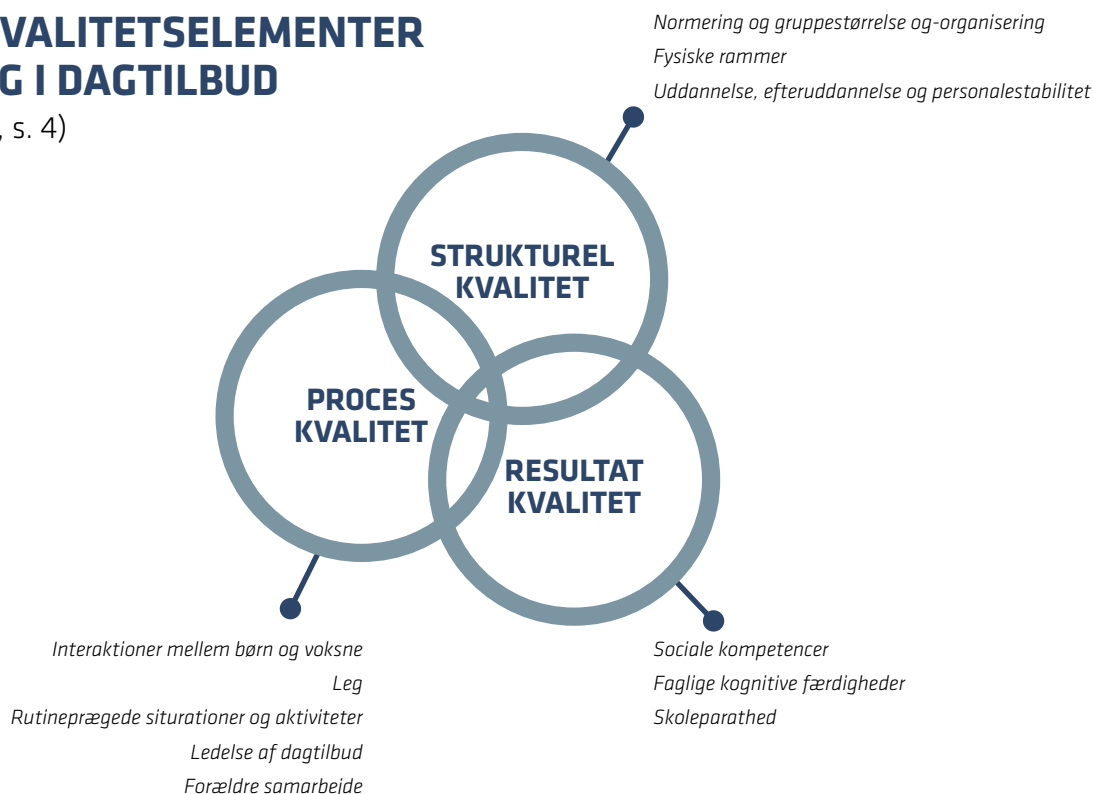 VALITETSELEMENTER
G I DAGTILBUD
, s. 4)
Normering og gruppestørrelse og-organisering
Fysiske rammer
Uddannelse, efteruddannelse og personalestabilitet
STRUKTUREL
KVALITET
PROCES
KVALITET
RESULTAT
KVALITET
Interaktioner mellem børn og voksne
Leg
Rutineprægede siturationer og aktiviteter
Ledelse af dagtilbud
Forældre samarbejde
Sociale kompetencer
Faglige kognitive færdigheder
Skoleparathed